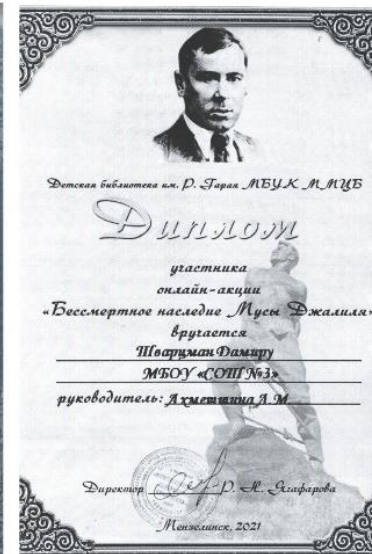 Детская библиотека им. Р. Гарая МБУК ММЦБ
Диплом
участника
онлайн-акции
«Бессмертное наследие Мусы Джалиля»
вручается
Шварцман Дамиру
МБОУ «СОШ №3»
руководитель: Ахметшина Л.М
Директор Р. Н. Ягафарова
Мензелинск, 2021